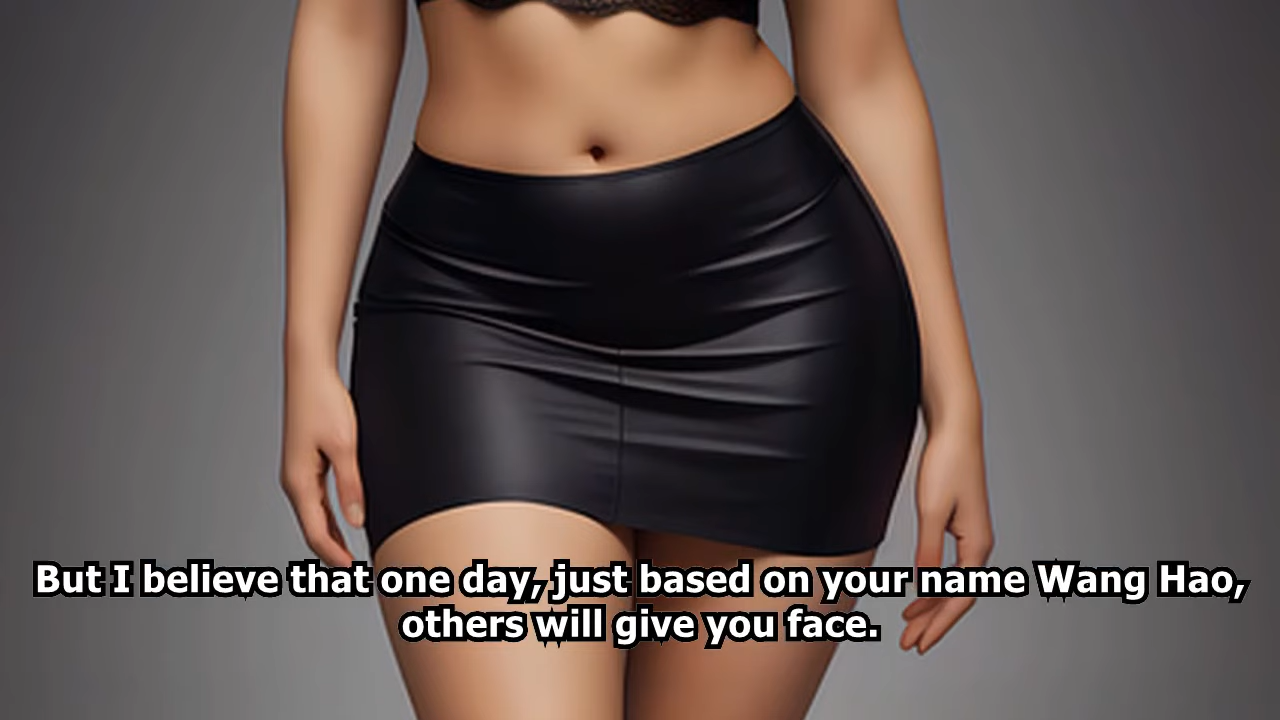 But I believe that one day, just based on your name Wang Hao,
others will give you face.